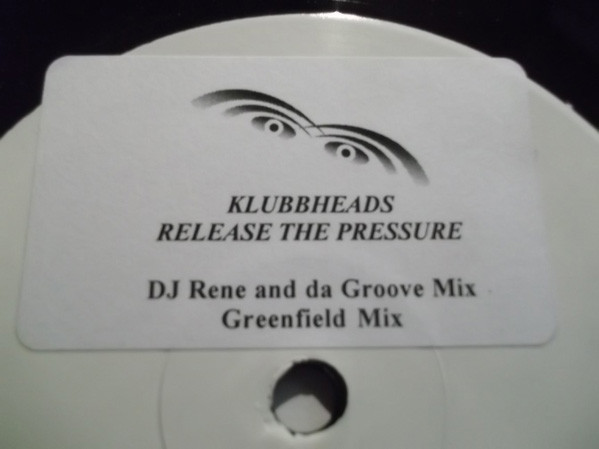 KLUBBHEADS
RELEASE THE PRESSURE
DJ Rene and da Groove Mix
Greenfield Mix